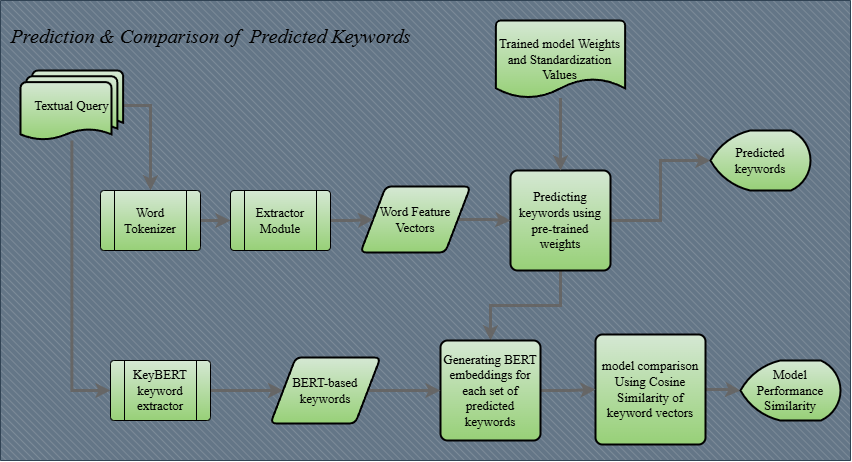 Prediction & Comparison of Predicted Keywords
Trained model Weights
and Standardization
Values
Textual Query
Predicted
keywords
Word
Tokenizer
Extractor
Module
Word Feature
Vectors
Predicting
keywords using
pre-trained
weights
KeyBERT
keyword
extractor
BERT-based
keywords
Generating BERT
embeddings for
each set of
predicted
keywords
model comparison
Using Cosine
Similarity of
keyword vectors
Model
Performance
Similarity